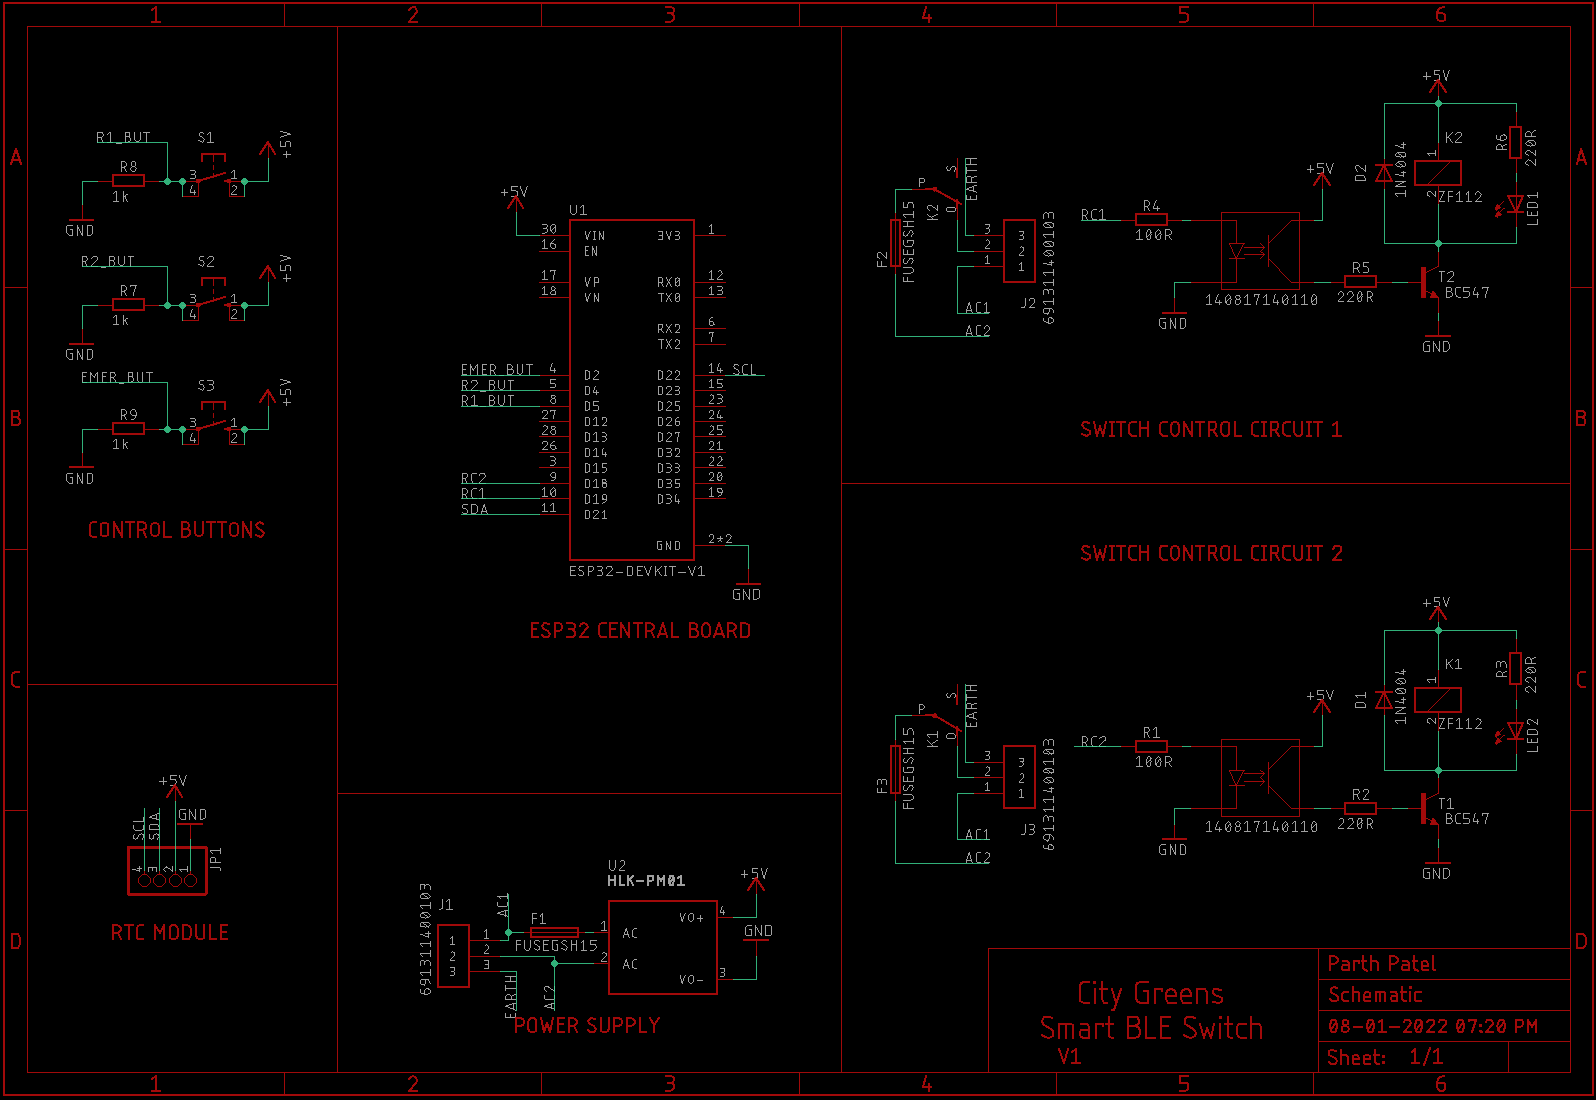 1 2 3 4 5 6
A
B
C
D
R1_BUT
S1
+5V
R8
3
4
1
2
1k
GND
R2_BUT
S2
+5V
R7
3
4
1
2
1k
GND
EMER_BUT
S3
+5V
R9
3
4
1
2
1k
GND
CONTROL BUTTONS
+5V
SCL
SDA
GND
4 3 2 1
JP1
RTC MODULE
+5V
U1
30 VIN 3V3 1
16 EN
17 VP RX0 12
18 VN TX0 13
RX2 6
TX2 7
EMER_BUT 4 D2 D22 14 SCL
R2_BUT 5 D4 D23 15
R1_BUT 8 D5 D25 23
27 D12 D26 24
28 D13 D27 25
26 D14 D32 21
3 D15 D33 22
RC2 9 D18 D35 20
RC1 10 D19 D34 19
SDA 11 D21
GND 2*2
ESP32-DEVKIT-V1
GND
ESP32 CENTRAL BOARD
U2
HLK-PM01
691311400103
J1
AC1
F1
FUSEGSH15
1 1
2 2
3 3
EARTH
AC2
1 AC
2 AC
VO+ 4
VO- 3
+5V
GND
POWER SUPPLY
P
S
O
K2
EARTH
F2
FUSEGSH15
3 3
2 2
1 1
J2
691311400103
AC1
AC2
RC1
R4
100R
+5V
GND
140817140110
R5
220R
+5V
D2
1N4004
K2
1
2
ZF112
R6
220R
LED1
T2
BC547
GND
SWITCH CONTROL CIRCUIT 1
SWITCH CONTROL CIRCUIT 2
P
S
O
K1
EARTH
F3
FUSEGSH15
3 3
2 2
1 1
J3
691311400103
AC1
AC2
RC2
R1
100R
+5V
GND
140817140110
R2
220R
+5V
D1
1N4004
K1
1
2
ZF112
R3
220R
LED2
T1
BC547
GND
City Greens
Smart BLE Switch
V1
Parth Patel
Schematic
08-01-2022 07:20 PM
Sheet: 1/1
A
B
C
D
1 2 3 4 5 6